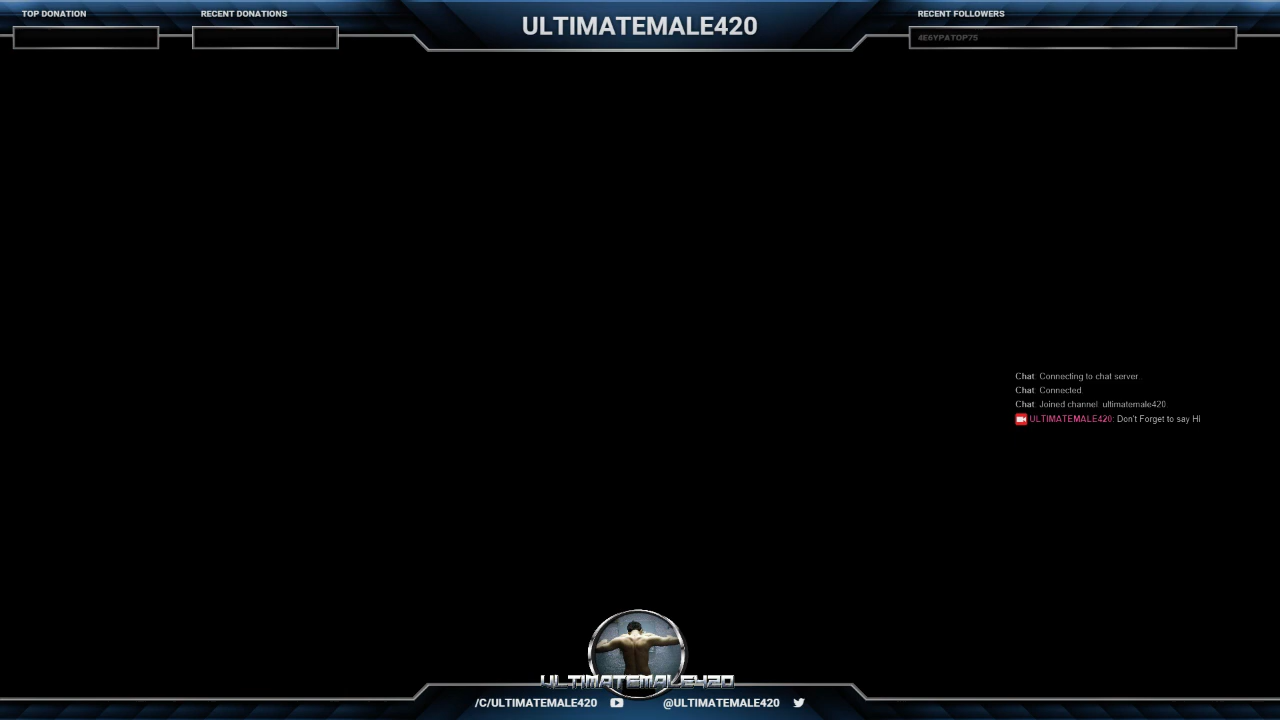 TOP DONATION
RECENT DONATIONS
ULTIMATEMALE420
RECENT FOLLOWERS
4E6YPATOP75
Chat Connecting to chat server
Chat Connected
Chat Joined channel: ultimatemale420
ULTIMATEMALE420: Don't Forget to say Hi
ULTIMATEMALE420
/C/ULTIMATEMALE420
@ULTIMATEMALE420